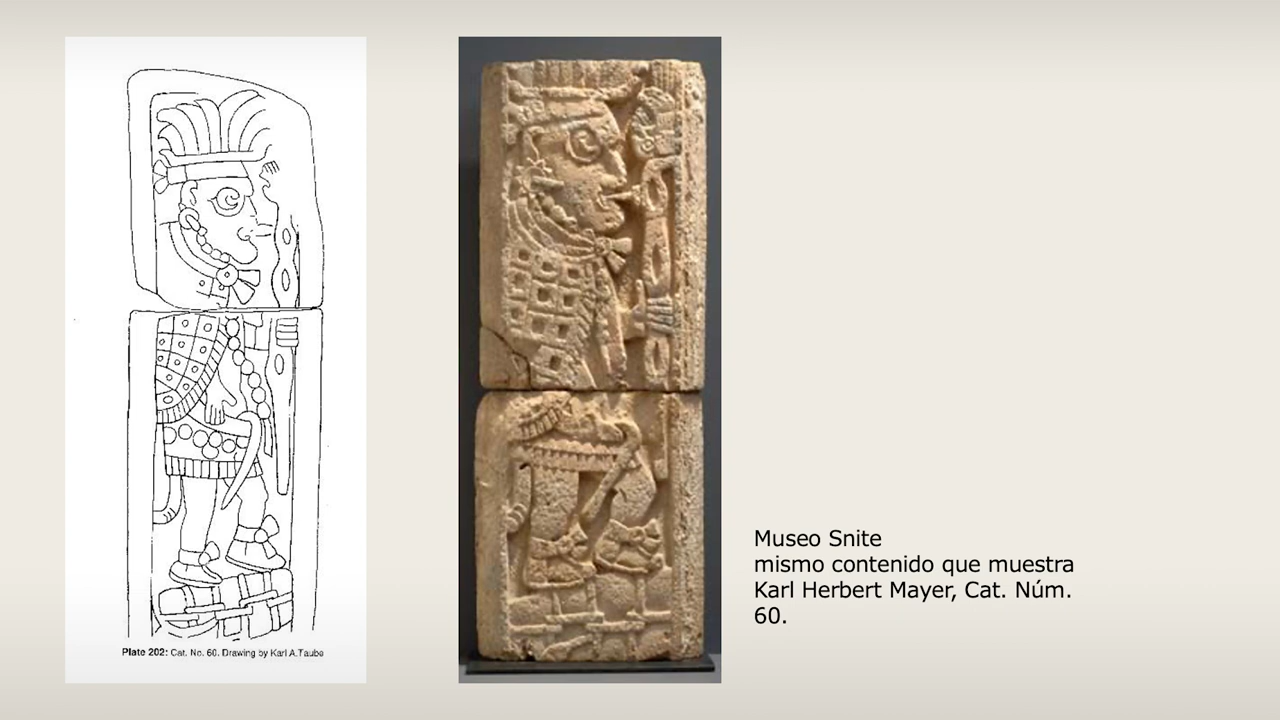 Plate 202: Cat. No. 60. Drawing by Karl A.Taube
Museo Snite
mismo contenido que muestra
Karl Herbert Mayer, Cat. Núm.
60.